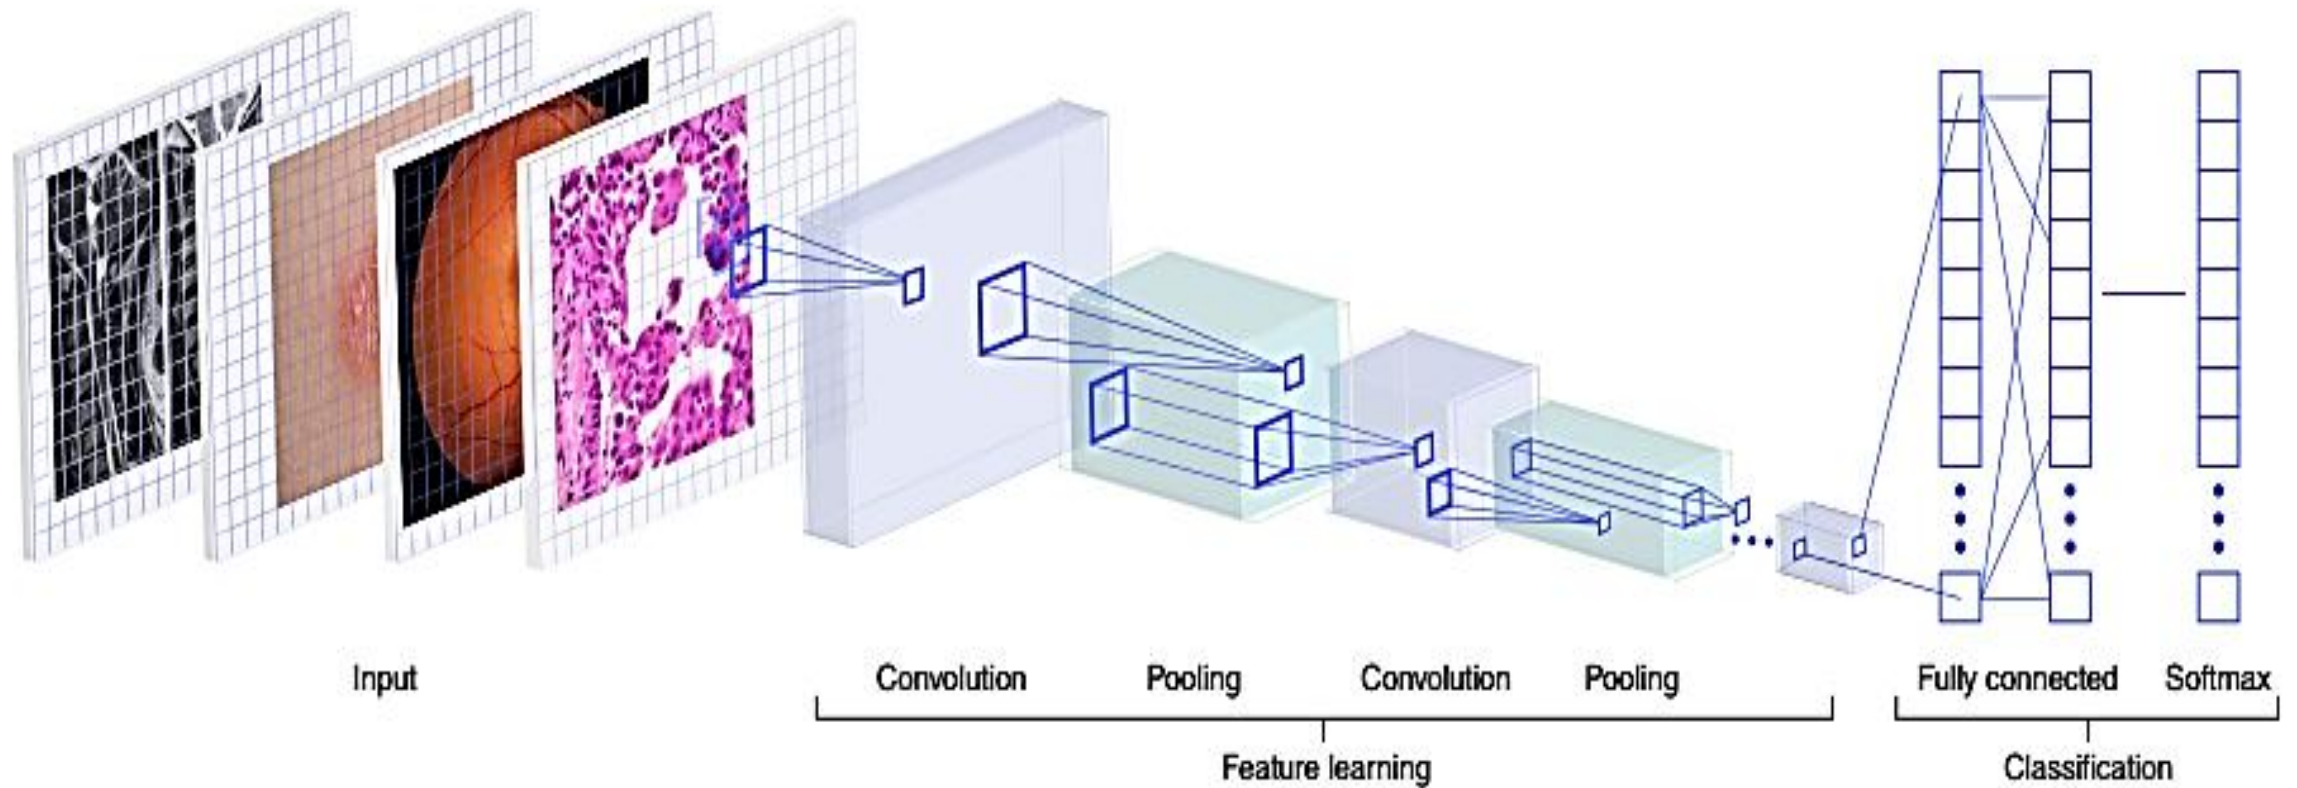 Input
Convolution
Pooling
Convolution
Pooling
Fully connected
Softmax
Feature learning
Classification